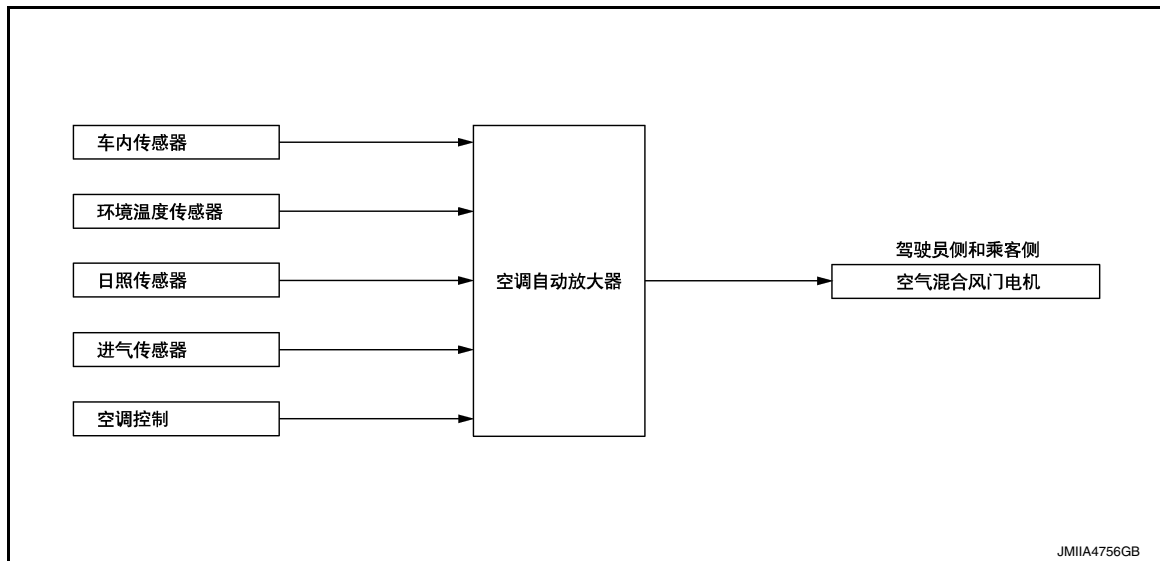 车内传感器
环境温度传感器
日照传感器
进气传感器
空调控制
空调自动放大器
驾驶员侧和乘客侧
空气混合风门电机
JMIIA4756GB